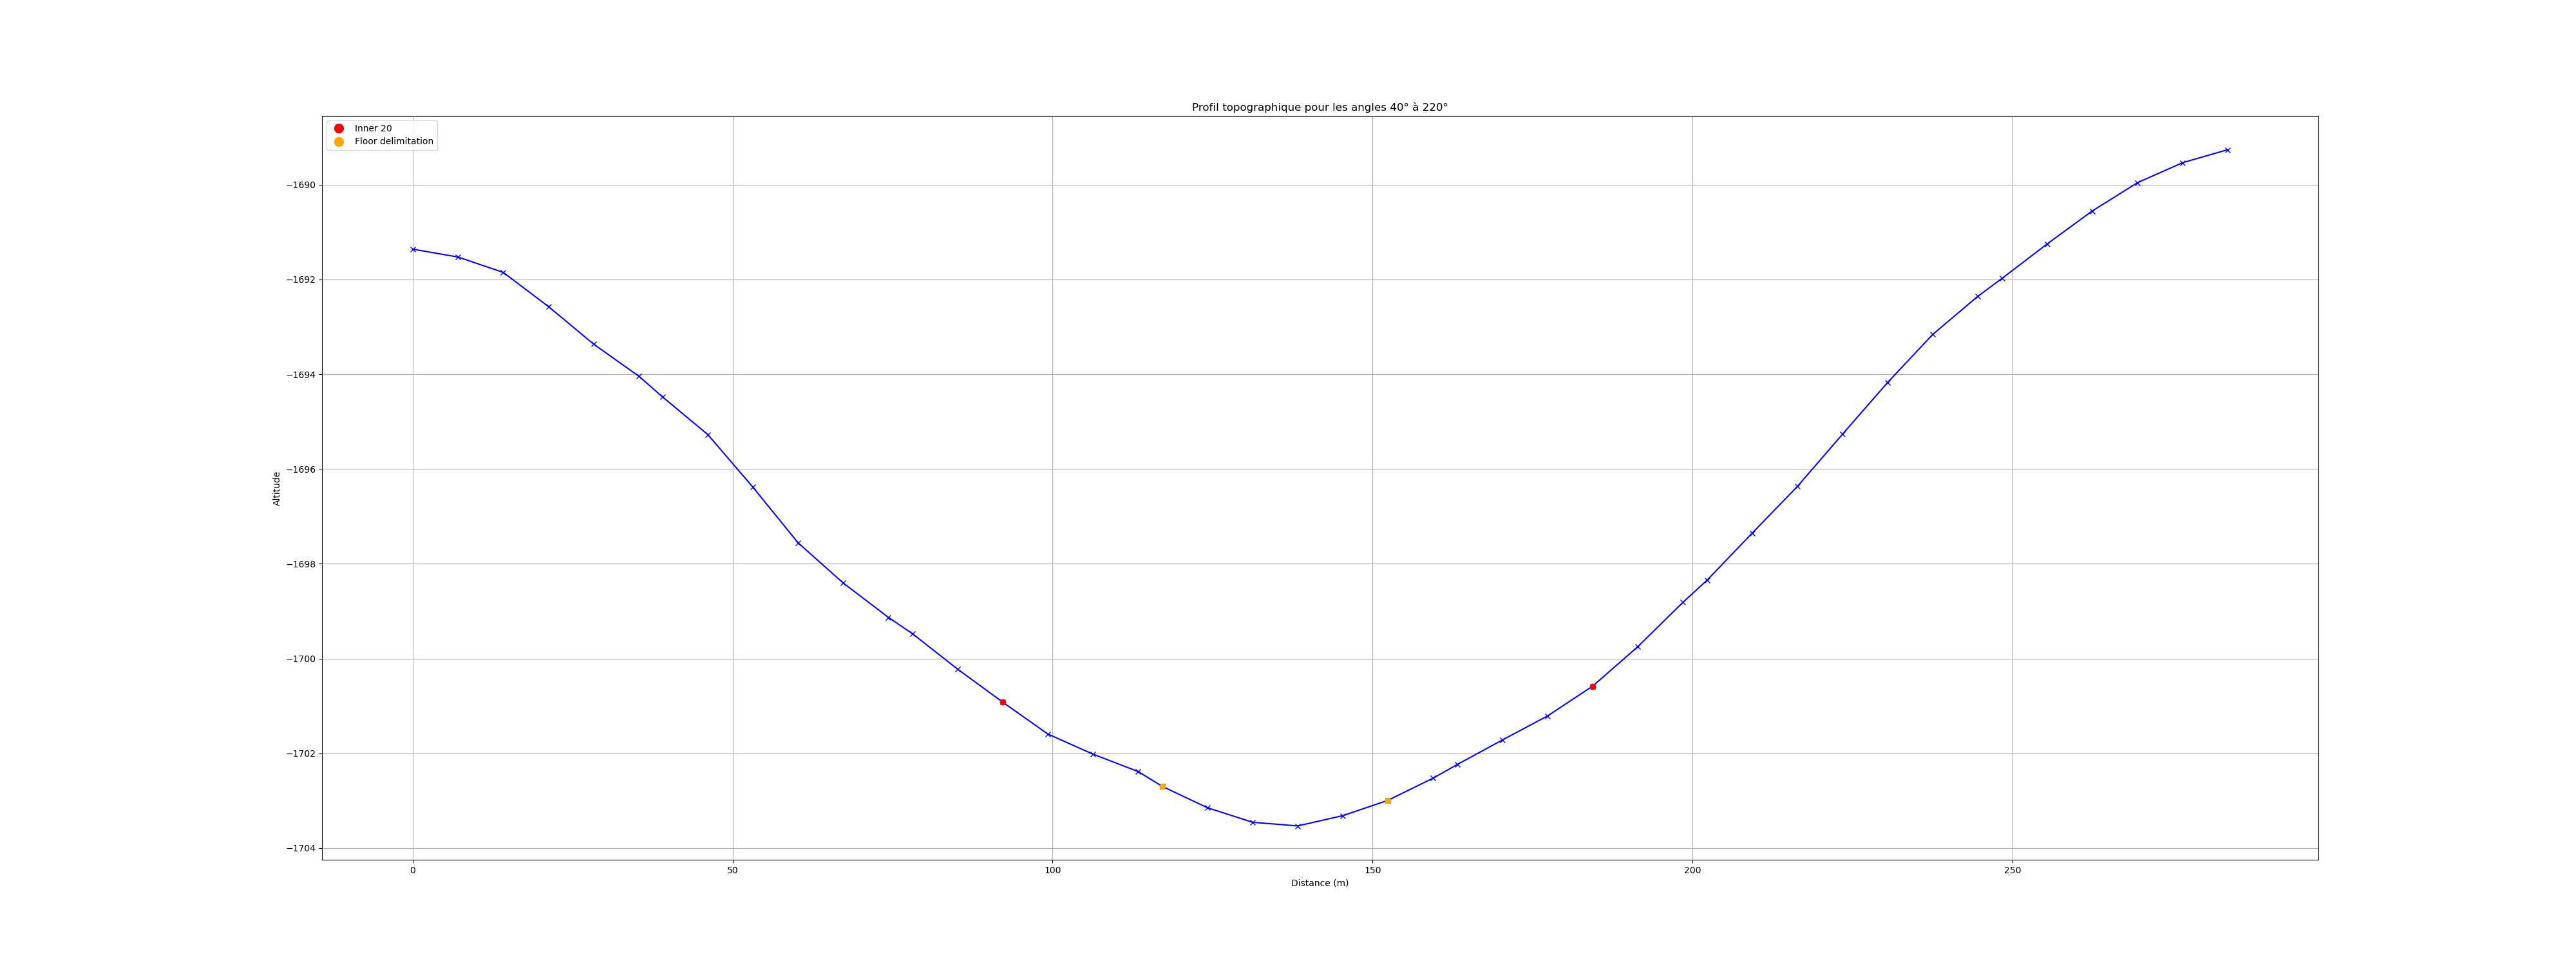 Profil topographique pour les angles 40° à 220°
Inner 20
Floor delimitation
−1690
−1692
−1694
−1696
−1698
−1700
−1702
−1704
Altitude
0 50 100 150 200 250
Distance (m)